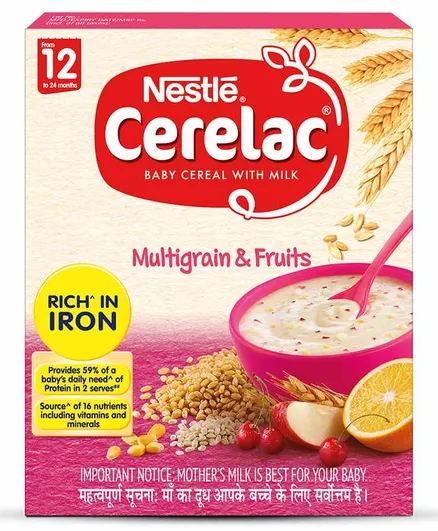 From
12
to 24 months
Nestlé®
Cerelac®
BABY CEREAL WITH MILK
Multigrain & Fruits
RICH^ IN
IRON
Provides 59% of a
baby's daily need^ of
Protein in 2 serves**
Source^ of 16 nutrients
including vitamins and
minerals
IMPORTANT NOTICE: MOTHER'S MILK IS BEST FOR YOUR BABY.
महत्वपूर्ण सूचना: माँ का दूध आपके बच्चे के लिए सर्वोत्तम है।